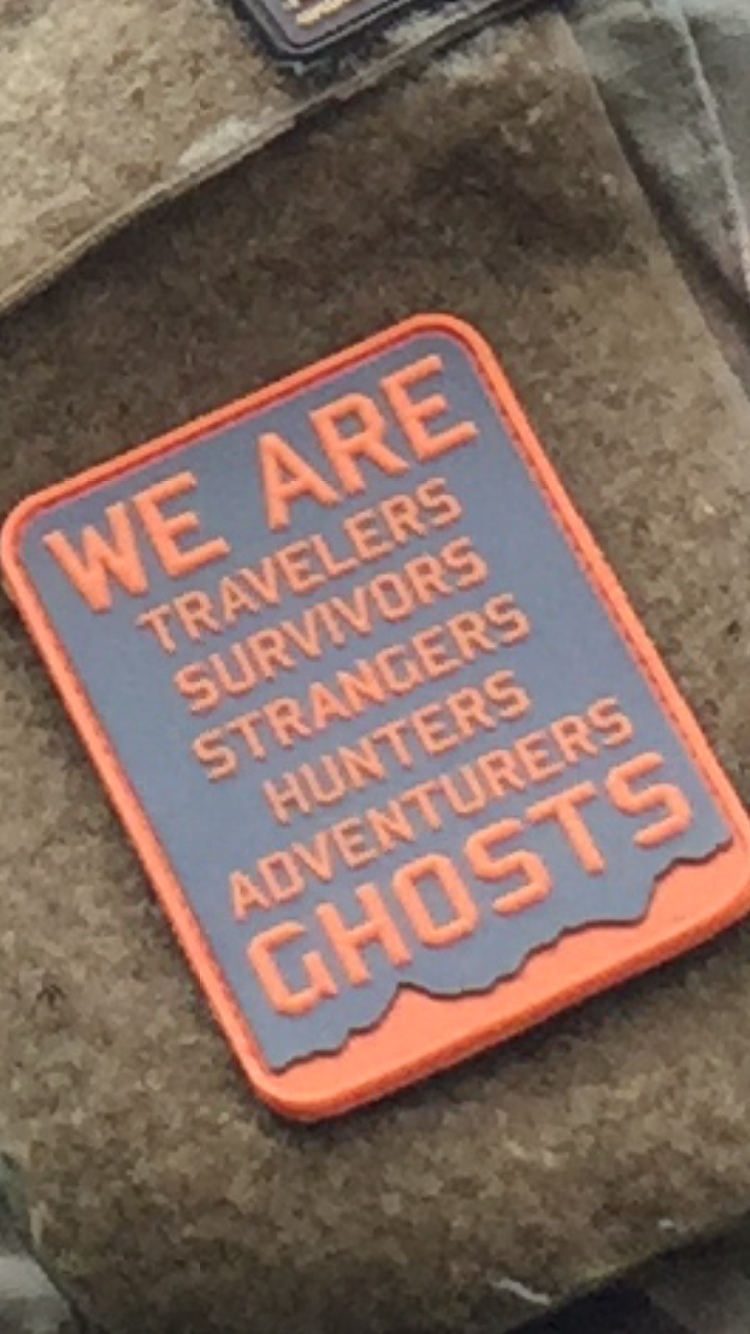 WE ARE
TRAVELERS
SURVIVORS
STRANGERS
HUNTERS
ADVENTURERS
GHOSTS